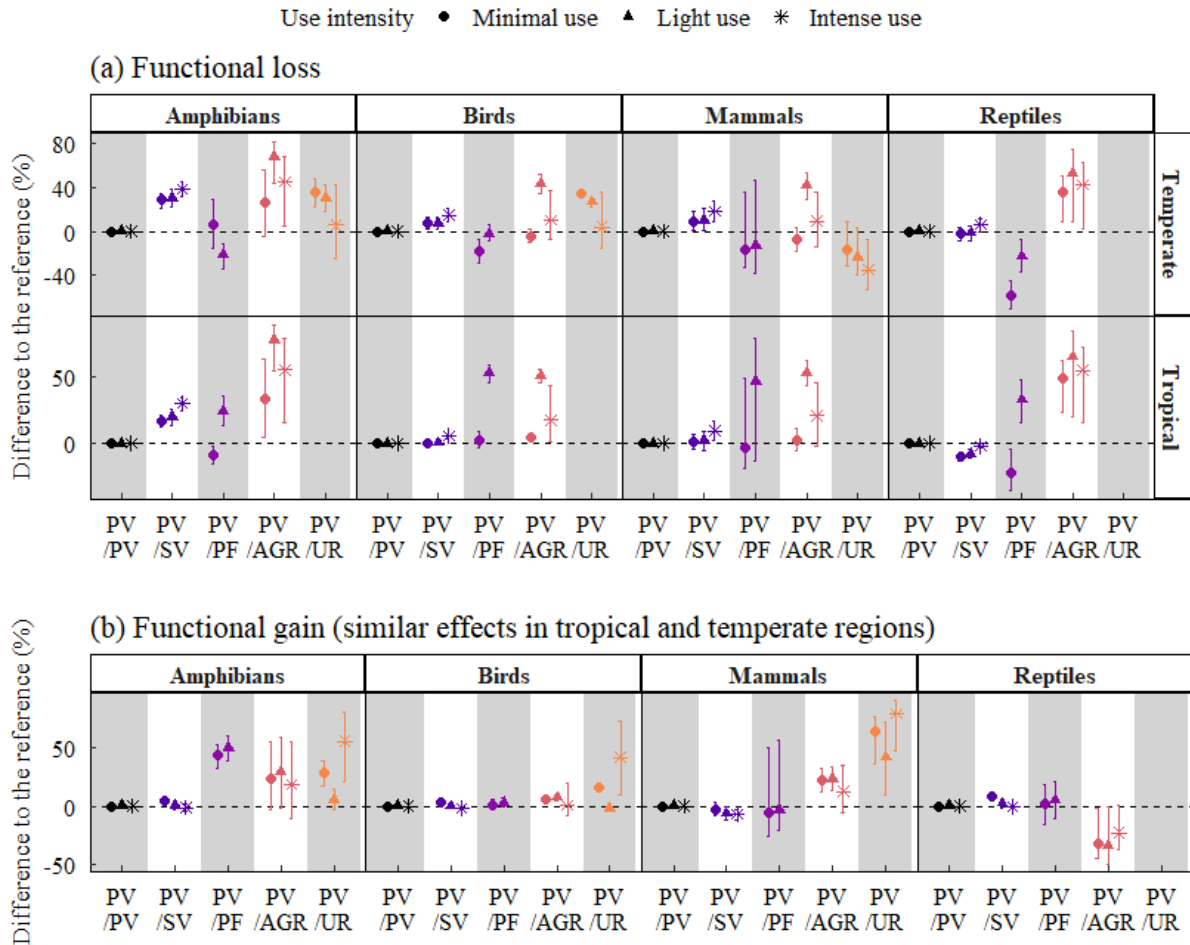 Use intensity Minimal use Light use Intense use
(a) Functional loss
Amphibians Birds Mammals Reptiles
Difference to the reference (%)
80
40
0
-40
Temperate
50
0
Tropical
PV PV PV PV PV PV PV PV PV PV PV PV PV PV PV PV PV PV PV PV
/PV /SV /PF /AGR /UR /PV /SV /PF /AGR /UR /PV /SV /PF /AGR /UR /PV /SV /PF /AGR /UR
(b) Functional gain (similar effects in tropical and temperate regions)
Amphibians Birds Mammals Reptiles
Difference to the reference (%)
50
0
-50
PV PV PV PV PV PV PV PV PV PV PV PV PV PV PV PV PV PV PV PV
/PV /SV /PF /AGR /UR /PV /SV /PF /AGR /UR /PV /SV /PF /AGR /UR /PV /SV /PF /AGR /UR